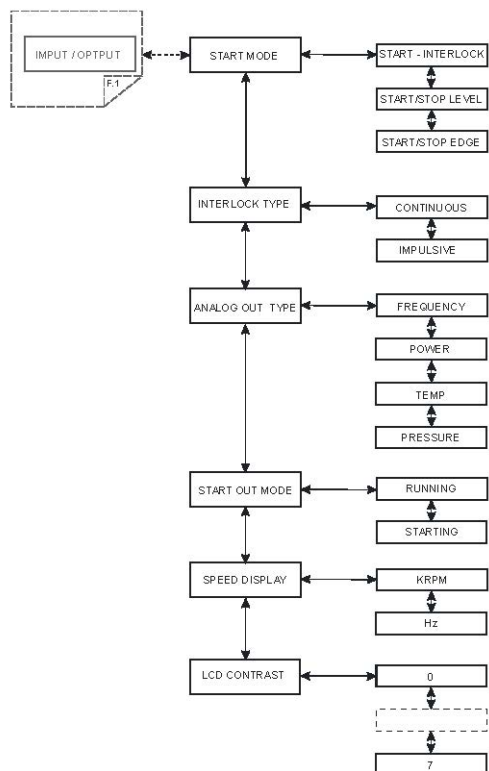 IMPUT / OPTPUT
F.1
START MODE
START - INTERLOCK
START/STOP LEVEL
START/STOP EDGE
INTERLOCK TYPE
CONTINUOUS
IMPULSIVE
ANALOG OUT TYPE
FREQUENCY
POWER
TEMP
PRESSURE
START OUT MODE
RUNNING
STARTING
SPEED DISPLAY
KRPM
Hz
LCD CONTRAST
0
7